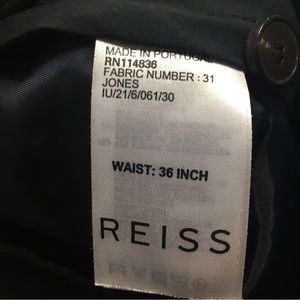 MADE IN PORTUGAL
RN114836
FABRIC NUMBER : 31
JONES
IU/21/6/061/30
WAIST: 36 INCH
REISS